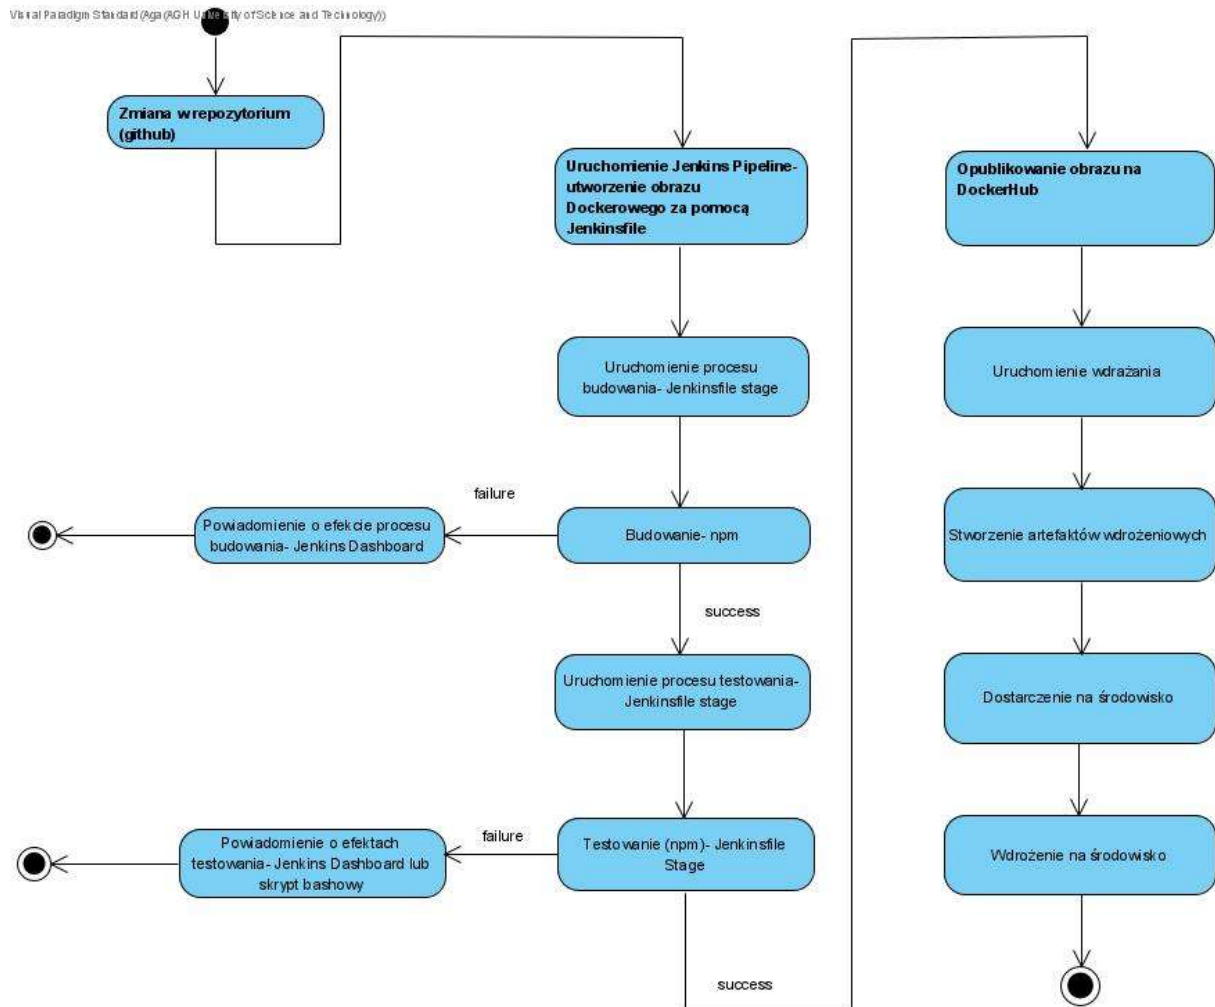 Visual Paradigm Standard(Aga(AGH University of Science and Technology))
Zmiana w repozytorium
(github)
Uruchomienie Jenkins Pipeline-
utworzenie obrazu
Dockerowego za pomocą
Jenkinsfile
Uruchomienie procesu
budowania- Jenkinsfile stage
failure
Powiadomienie o efekcie procesu
budowania- Jenkins Dashboard
Budowanie- npm
success
Uruchomienie procesu testowania-
Jenkinsfile stage
failure
Powiadomienie o efektach
testowania- Jenkins Dashboard lub
skrypt bashowy
Testowanie (npm)- Jenkinsfile
Stage
success
Opublikowanie obrazu na
DockerHub
Uruchomienie wdrażania
Stworzenie artefaktów wdrożeniowych
Dostarczenie na środowisko
Wdrożenie na środowisko